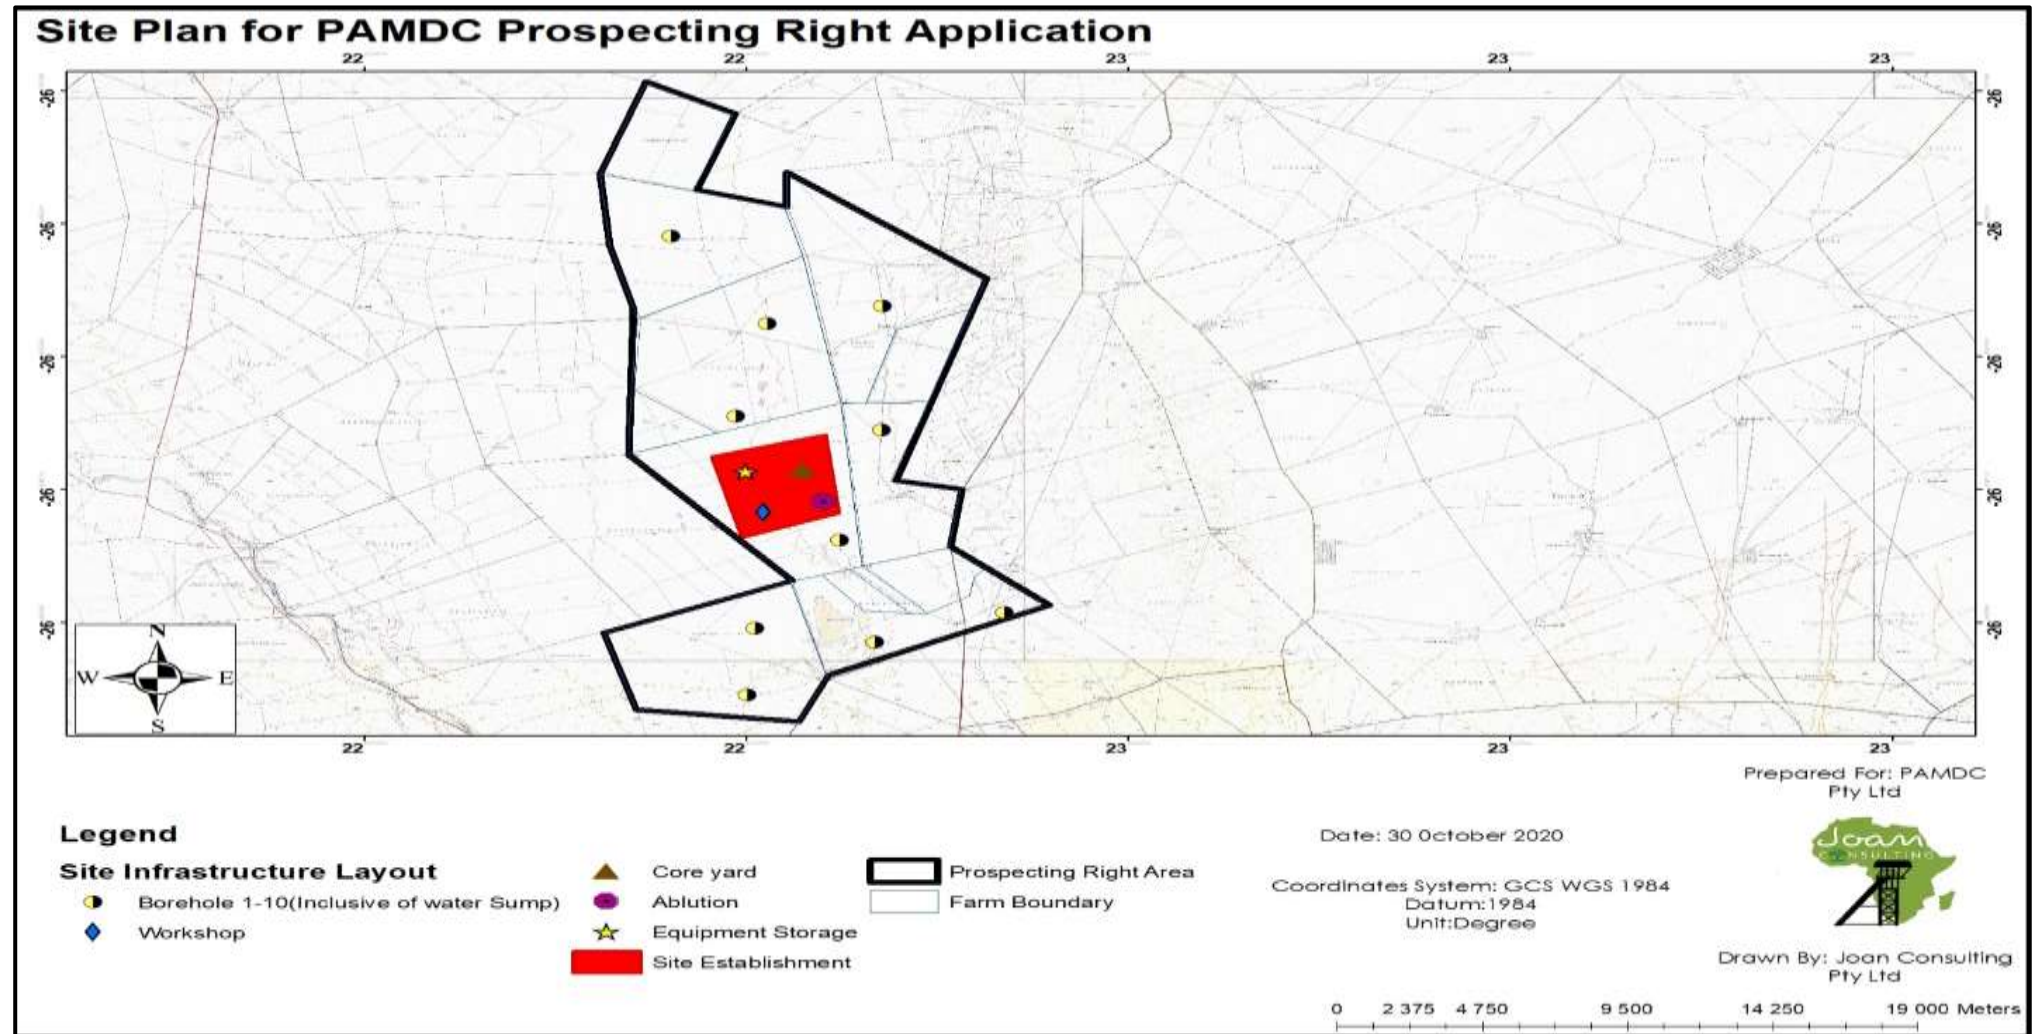 Site Plan for PAMDC Prospecting Right Application
22 22 23 23 23
-26 -26
-26 -26
-26 -26
-26 -26
-26 -26
N
W E
S
22 22 23 23 23
Prepared For: PAMDC
Pty Ltd
Legend
Site Infrastructure Layout
Borehole 1-10(Inclusive of water Sump)
Workshop
Core yard
Ablution
Equipment Storage
Site Establishment
Prospecting Right Area
Farm Boundary
Date: 30 October 2020
Coordinates System: GCS WGS 1984
Datum:1984
Unit:Degree
Joan
CONSULTING
Drawn By: Joan Consulting
Pty Ltd
0 2 375 4 750 9 500 14 250 19 000 Meters